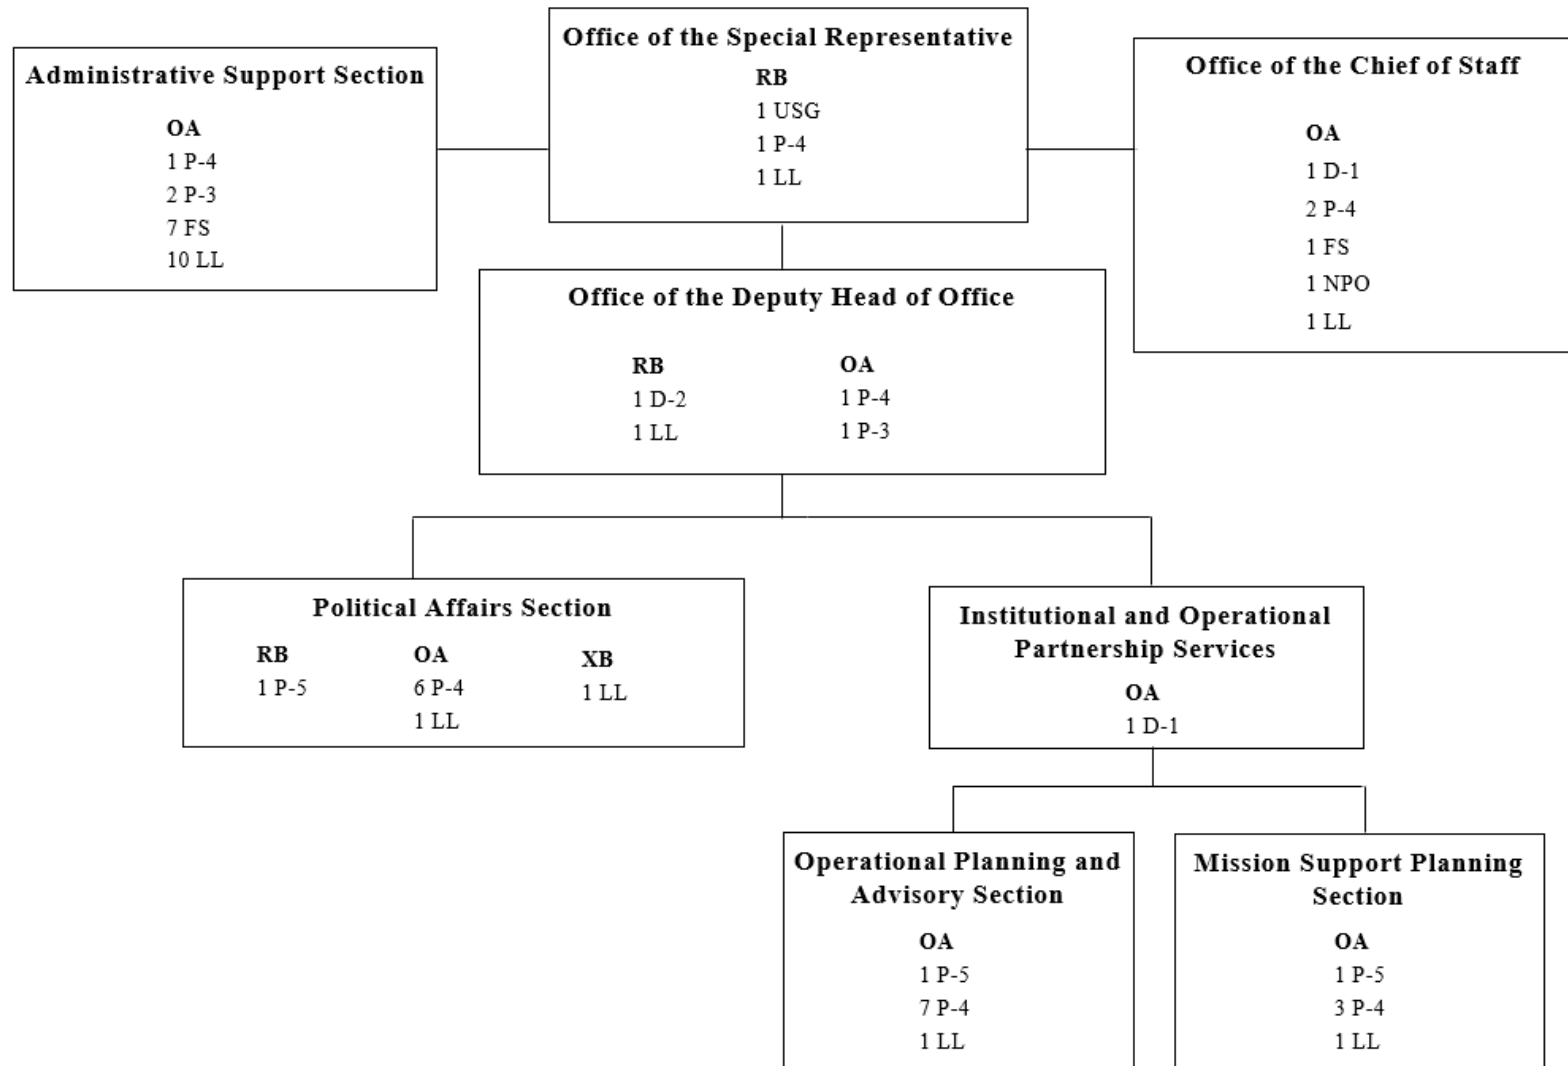 Office of the Special Representative
RB
1 USG
1 P-4
1 LL
Administrative Support Section
OA
1 P-4
2 P-3
7 FS
10 LL
Office of the Chief of Staff
OA
1 D-1
2 P-4
1 FS
1 NPO
1 LL
Office of the Deputy Head of Office
RB
1 D-2
1 LL
OA
1 P-4
1 P-3
Political Affairs Section
RB
1 P-5
OA
6 P-4
1 LL
XB
1 LL
Institutional and Operational
Partnership Services
OA
1 D-1
Operational Planning and
Advisory Section
OA
1 P-5
7 P-4
1 LL
Mission Support Planning
Section
OA
1 P-5
3 P-4
1 LL